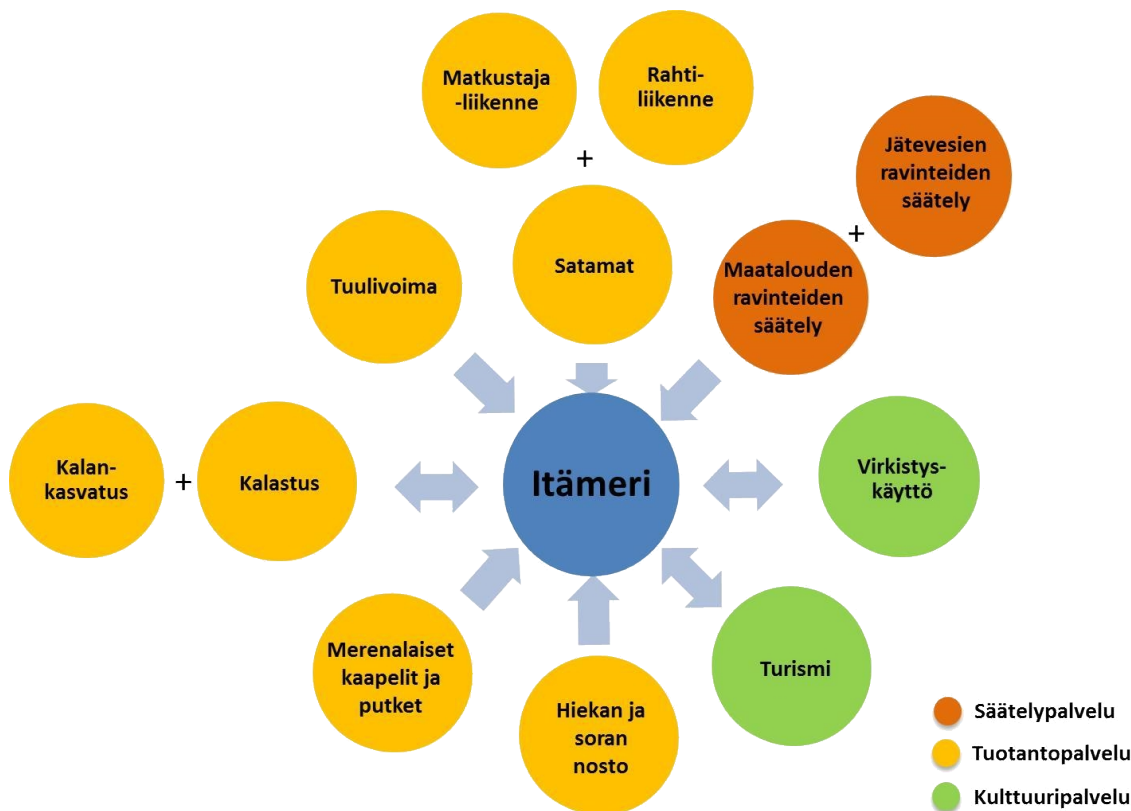 Matkustaja
-liikenne
Rahti-
liikenne
+
Jätevesien
ravinteiden
säätely
+
Tuulivoima
Satamat
Maatalouden
ravinteiden
säätely
Kalan-
kasvatus
+
Kalastus
Itämeri
Virkistys-
käyttö
Merenalaiset
kaapelit ja
putket
Hiekan ja
soran
nosto
Turismi
Säätelypalvelu
Tuotantopalvelu
Kulttuuripalvelu